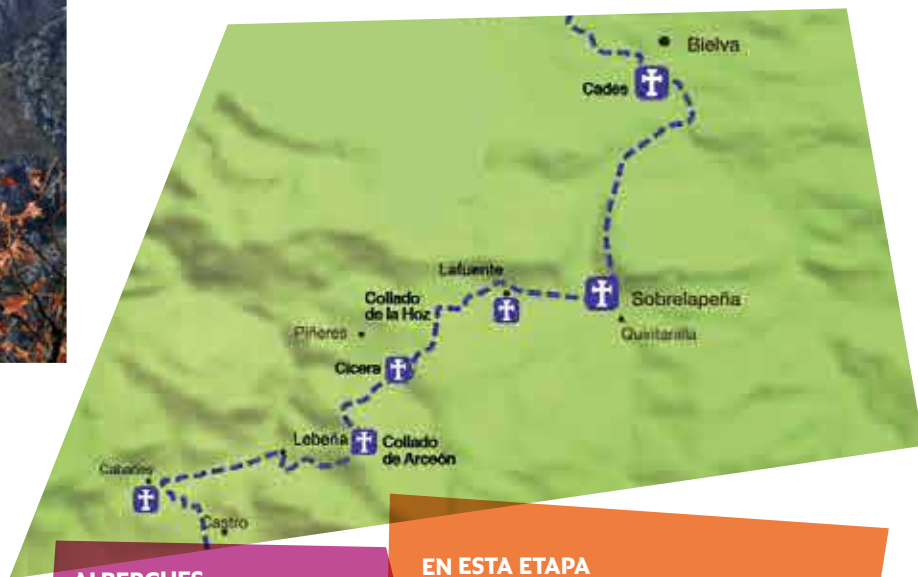 Bielva
Cades
Lafuente
Collado
de la Hoz
Sobrelapeña
Piñeres
Quintanilla
Cicera
Lebeña
Collado
de Arceón
Cabañes
Castro
ALBERGUES
EN ESTA ETAPA